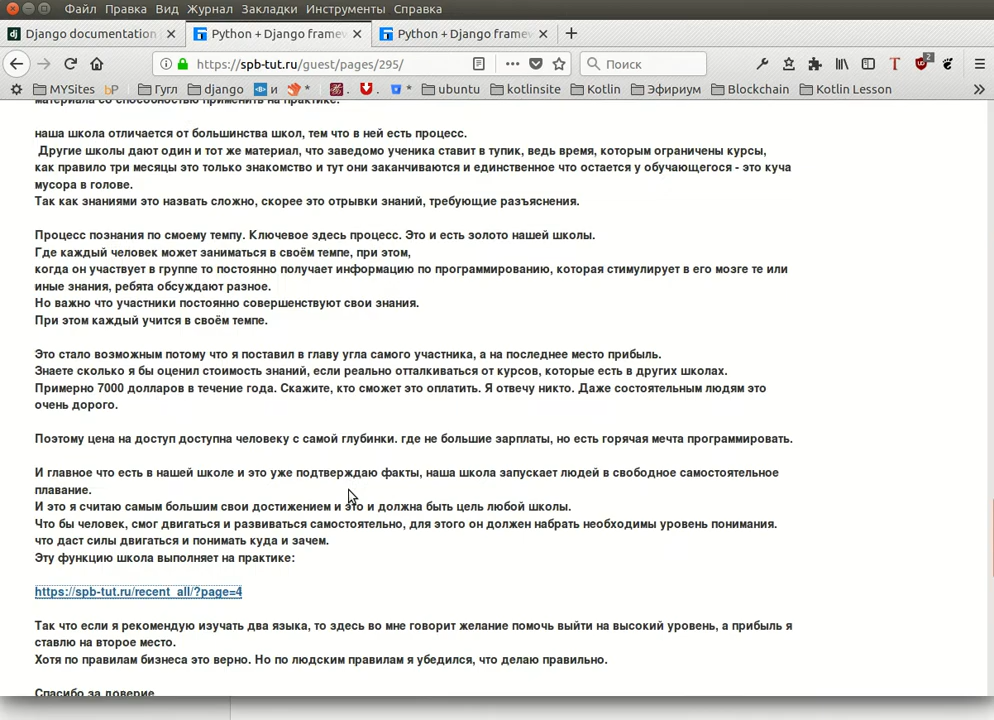 Файл Правка Вид Журнал Закладки Инструменты Справка
Django documentation Python + Django framew Python + Django framew
https://spb-tut.ru/guest/pages/295/ Поиск
MYSites Гугл django и ubuntu kotlinsite Kotlin Эфириум Blockchain Kotlin Lesson
материала со способностью применить на практике.
наша школа отличается от большинства школ, тем что в ней есть процесс.
Другие школы дают один и тот же материал, что заведомо ученика ставит в тупик, ведь время, которым ограничены курсы,
как правило три месяцы это только знакомство и тут они заканчиваются и единственное что остается у обучающегося - это куча
мусора в голове.
Так как знаниями это назвать сложно, скорее это отрывки знаний, требующие разъяснения.
Процесс познания по смоему темпу. Ключевое здесь процесс. Это и есть золото нашей школы.
Где каждый человек может заниматься в своём темпе, при этом,
когда он участвует в группе то постоянно получает информацию по программированию, которая стимулирует в его мозге те или
иные знания, ребята обсуждают разное.
Но важно что участники постоянно совершенствуют свои знания.
При этом каждый учится в своём темпе.
Это стало возможным потому что я поставил в главу угла самого участника, а на последнее место прибыль.
Знаете сколько я бы оценил стоимость знаний, если реально отталкиваться от курсов, которые есть в других школах.
Примерно 7000 долларов в течение года. Скажите, кто сможет это оплатить. Я отвечу никто. Даже состоятельным людям это
очень дорого.
Поэтому цена на доступ доступна человеку с самой глубинки. где не большие зарплаты, но есть горячая мечта программировать.
И главное что есть в нашей школе и это уже подтверждаю факты, наша школа запускает людей в свободное самостоятельное
плавание.
И это я считаю самым большим свои достижением и это и должна быть цель любой школы.
Что бы человек, смог двигаться и развиваться самостоятельно, для этого он должен набрать необходимы уровень понимания.
что даст силы двигаться и понимать куда и зачем.
Эту функцию школа выполняет на практике:
https://spb-tut.ru/recent_all/?page=4
Так что если я рекомендую изучать два языка, то здесь во мне говорит желание помочь выйти на высокий уровень, а прибыль я
ставлю на второе место.
Хотя по правилам бизнеса это верно. Но по людским правилам я убедился, что делаю правильно.
Спасибо за доверие